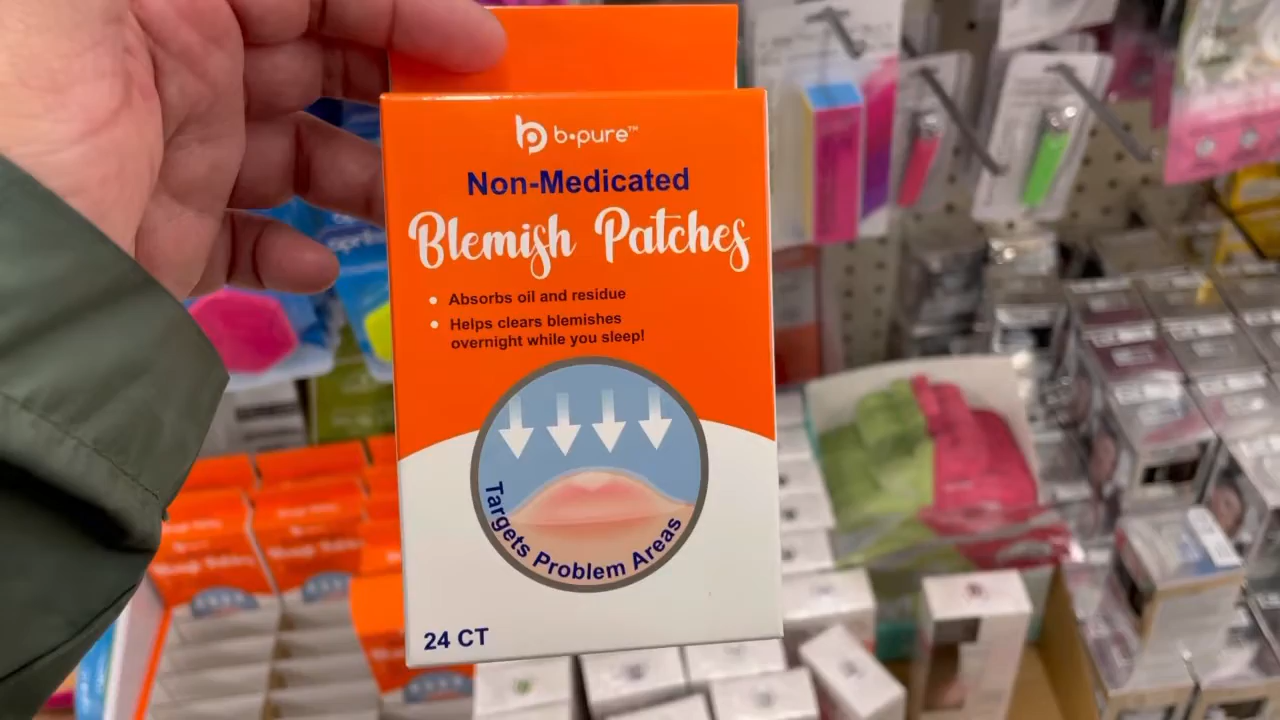 b•pure™
Non-Medicated
Blemish Patches
• Absorbs oil and residue
• Helps clears blemishes
overnight while you sleep!
Targets Problem Areas
24 CT